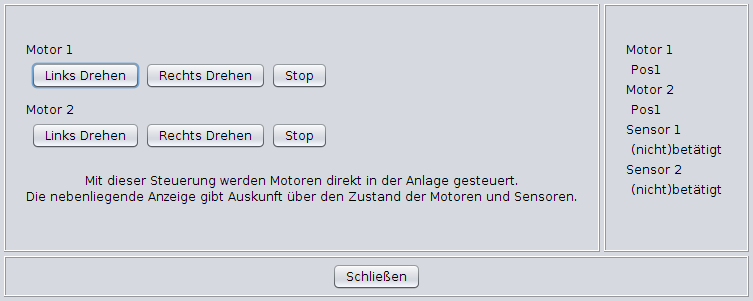 Motor 1
Links Drehen Rechts Drehen Stop
Motor 2
Links Drehen Rechts Drehen Stop
Mit dieser Steuerung werden Motoren direkt in der Anlage gesteuert.
Die nebenliegende Anzeige gibt Auskunft über den Zustand der Motoren und Sensoren.
Motor 1
Pos1
Motor 2
Pos1
Sensor 1
(nicht)betätigt
Sensor 2
(nicht)betätigt
Schließen